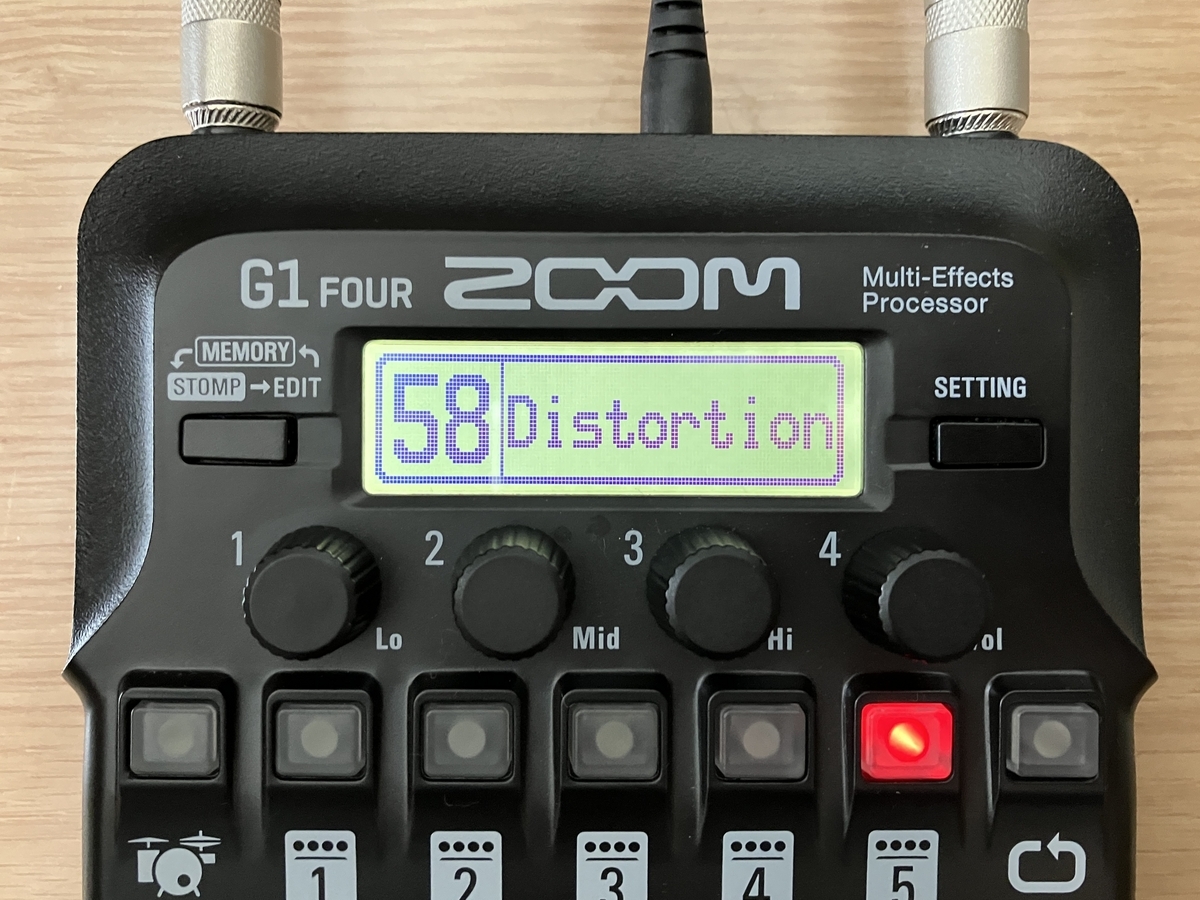 G1 FOUR ZOOM Multi-Effects
Processor
MEMORY
STOMP → EDIT
58 Distortion
SETTING
1 2 3 4
Lo Mid Hi
1 2 3 4 5